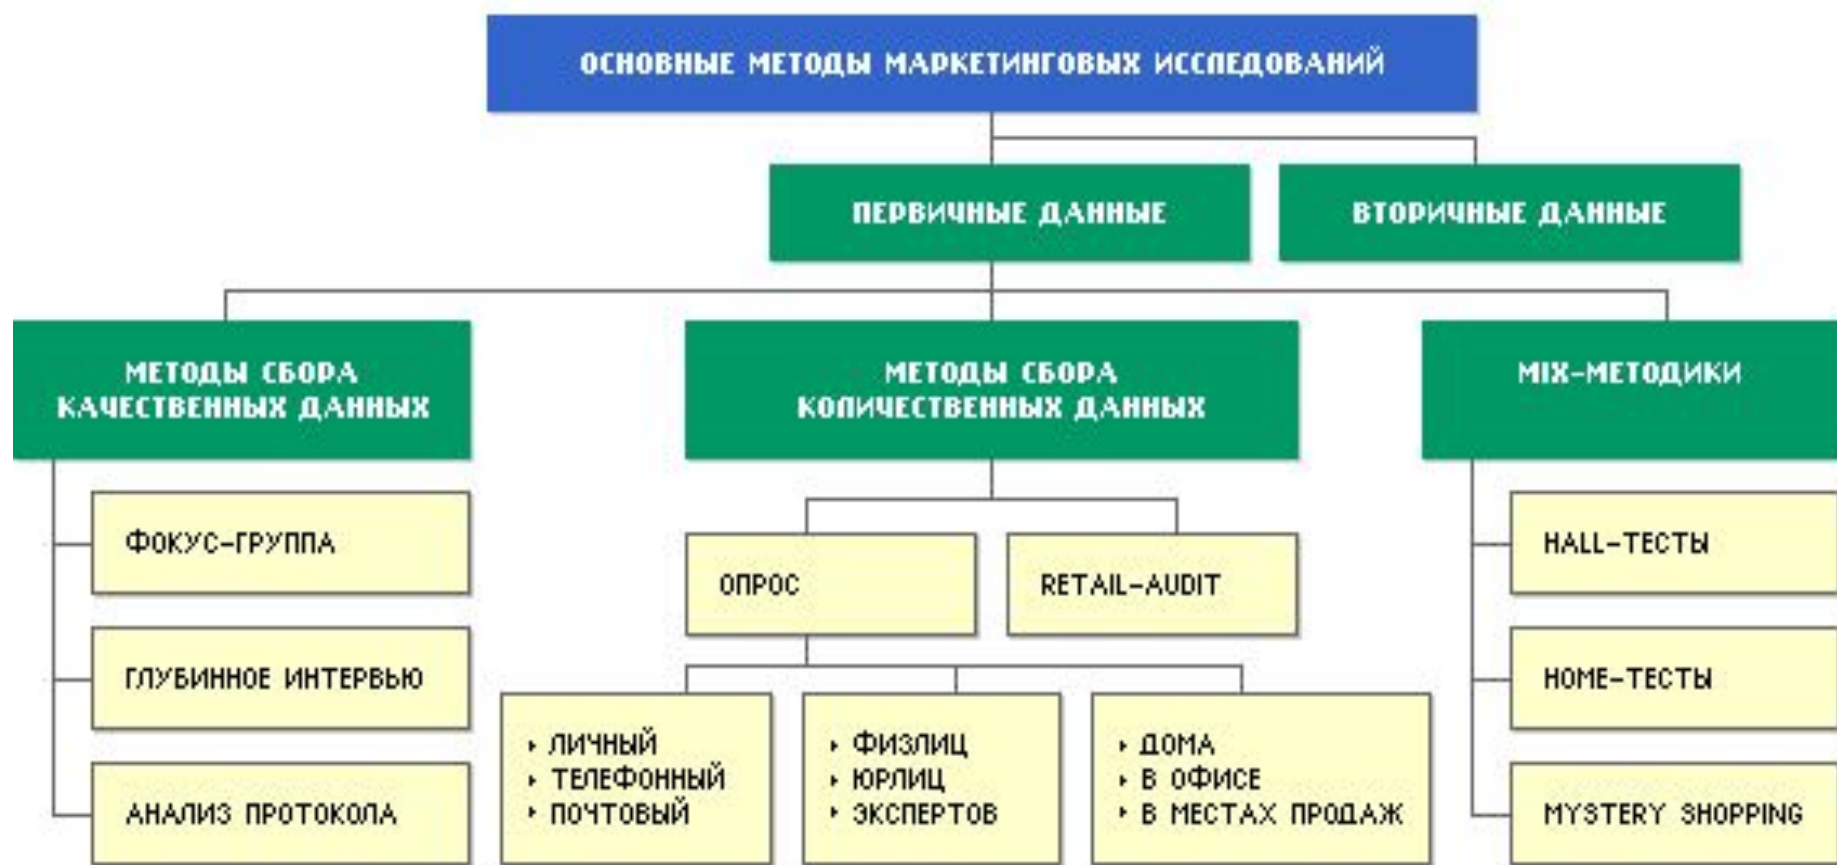 ОСНОВНЫЕ МЕТОДЫ МАРКЕТИНГОВЫХ ИССЛЕДОВАНИЙ
ПЕРВИЧНЫЕ ДАННЫЕ
ВТОРИЧНЫЕ ДАННЫЕ
МЕТОДЫ СБОРА
КАЧЕСТВЕННЫХ ДАННЫХ
ФОКУС-ГРУППА
ГЛУБИННОЕ ИНТЕРВЬЮ
АНАЛИЗ ПРОТОКОЛА
МЕТОДЫ СБОРА
КОЛИЧЕСТВЕННЫХ ДАННЫХ
ОПРОС
RETAIL-AUDIT
ЛИЧНЫЙ
ТЕЛЕФОННЫЙ
ПОЧТОВЫЙ
ФИЗЛИЦ
ЮРЛИЦ
ЭКСПЕРТОВ
ДОМА
В ОФИСЕ
В МЕСТАХ ПРОДАЖ
MIX-МЕТОДИКИ
HALL-ТЕСТЫ
HOME-ТЕСТЫ
MYSTERY SHOPPING